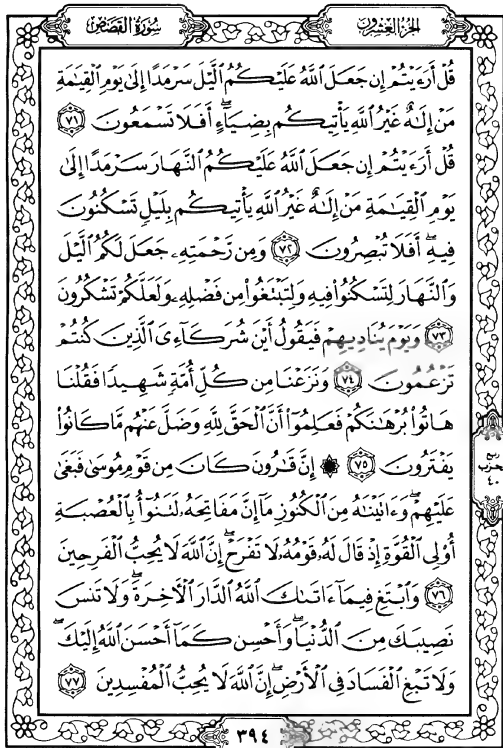 الجزء العشرون
سورة القصص
قُلْ أَرَءَيْتُمْ إِن جَعَلَ ٱللَّهُ عَلَيْكُمُ ٱلَّيْلَ سَرْمَدًا إِلَىٰ يَوْمِ ٱلْقِيَٰمَةِ
مَنْ إِلَٰهٌ غَيْرُ ٱللَّهِ يَأْتِيكُم بِضِيَآءٍ ۖ أَفَلَا تَسْمَعُونَ ٧١
قُلْ أَرَءَيْتُمْ إِن جَعَلَ ٱللَّهُ عَلَيْكُمُ ٱلنَّهَارَ سَرْمَدًا إِلَىٰ
يَوْمِ ٱلْقِيَٰمَةِ مَنْ إِلَٰهٌ غَيْرُ ٱللَّهِ يَأْتِيكُم بِلَيْلٍ تَسْكُنُونَ
فِيهِ ۖ أَفَلَا تُبْصِرُونَ ٧٢ وَمِن رَّحْمَتِهِۦ جَعَلَ لَكُمُ ٱلَّيْلَ
وَٱلنَّهَارَ لِتَسْكُنُوا۟ فِيهِ وَلِتَبْتَغُوا۟ مِن فَضْلِهِۦ وَلَعَلَّكُمْ تَشْكُرُونَ
٧٣ وَيَوْمَ يُنَادِيهِمْ فَيَقُولُ أَيْنَ شُرَكَآءِىَ ٱلَّذِينَ كُنتُمْ
تَزْعُمُونَ ٧٤ وَنَزَعْنَا مِن كُلِّ أُمَّةٍ شَهِيدًا فَقُلْنَا
هَاتُوا۟ بُرْهَٰنَكُمْ فَعَلِمُوٓا۟ أَنَّ ٱلْحَقَّ لِلَّهِ وَضَلَّ عَنْهُم مَّا كَانُوا۟
يَفْتَرُونَ ٧٥ ۞ إِنَّ قَٰرُونَ كَانَ مِن قَوْمِ مُوسَىٰ فَبَغَىٰ
عَلَيْهِمْ ۖ وَءَاتَيْنَٰهُ مِنَ ٱلْكُنُوزِ مَآ إِنَّ مَفَاتِحَهُۥ لَتَنُوٓأُ بِٱلْعُصْبَةِ
أُو۟لِى ٱلْقُوَّةِ إِذْ قَالَ لَهُۥ قَوْمُهُۥ لَا تَفْرَحْ ۖ إِنَّ ٱللَّهَ لَا يُحِبُّ ٱلْفَرِحِينَ
٧٦ وَٱبْتَغِ فِيمَآ ءَاتَىٰكَ ٱللَّهُ ٱلدَّارَ ٱلْءَاخِرَةَ ۖ وَلَا تَنسَ
نَصِيبَكَ مِنَ ٱلدُّنْيَا ۖ وَأَحْسِن كَمَآ أَحْسَنَ ٱللَّهُ إِلَيْكَ ۖ
وَلَا تَبْغِ ٱلْفَسَادَ فِى ٱلْأَرْضِ ۖ إِنَّ ٱللَّهَ لَا يُحِبُّ ٱلْمُفْسِدِينَ ٧٧
ربع
حزب
٤٠
٣٩٤